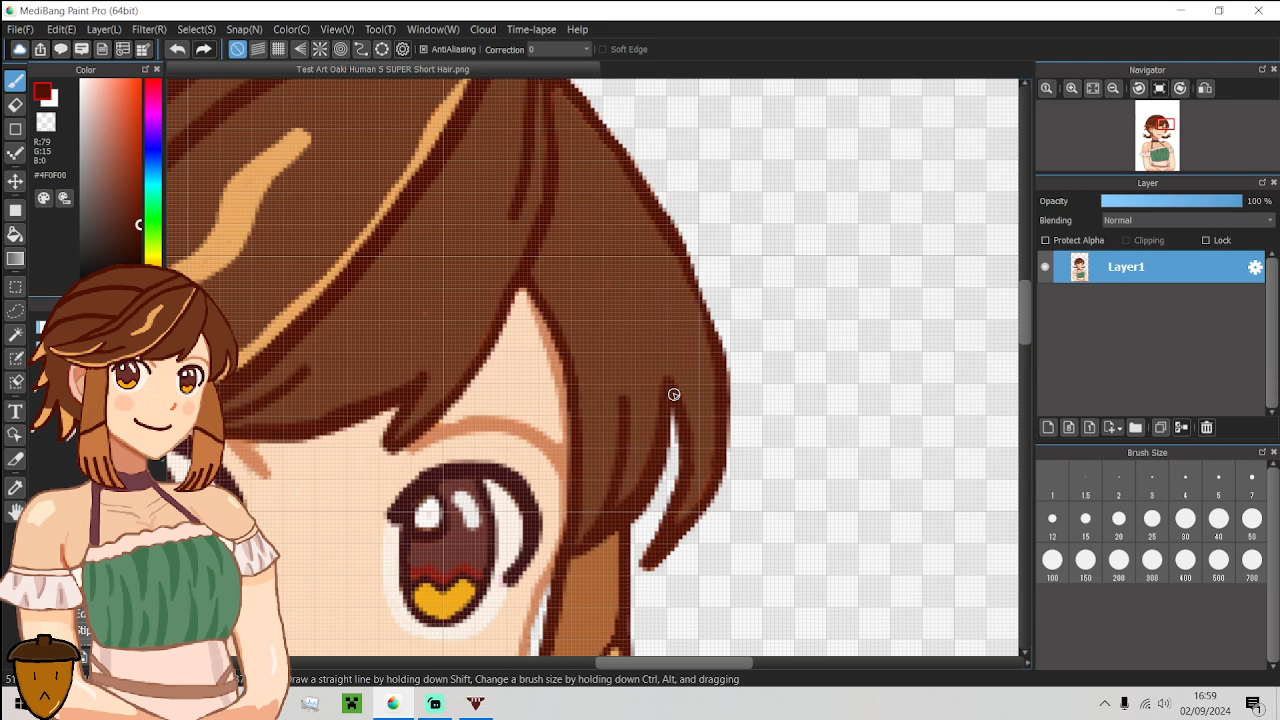 MediBang Paint Pro (64bit)
File(F) Edit(E) Layer(L) Filter(R) Select(S) Snap(N) Color(C) View(V) Tool(T) Window(W) Cloud Time-lapse Help
AntiAliasing Correction 0 Soft Edge
Color
Test Art Oaki Human 5 SUPER Short Hair.png
Navigator
R:79
G:15
B:0
#4F0F00
Layer
Opacity 100 %
Blending Normal
Protect Alpha Clipping Lock
Layer1
Brush Size
1 1.5 2 3 4 5 7
12 15 20 25 30 40 50
100 150 200 300 400 500 700
raw a straight line by holding down Shift, Change a brush size by holding down Ctrl, Alt, and dragging
16:59
02/09/2024
1